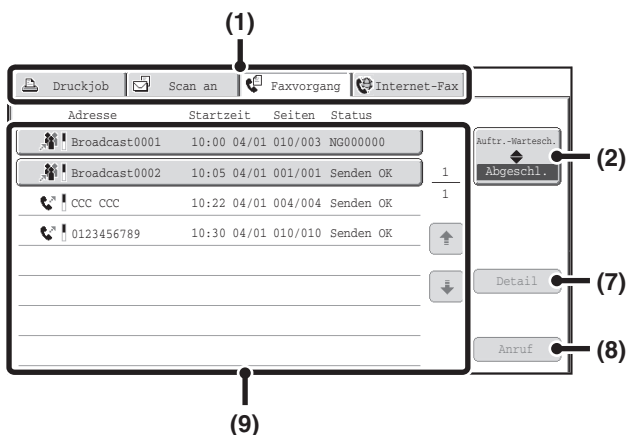 (1)
Druckjob Scan an Faxvorgang Internet-Fax
Adresse Startzeit Seiten Status
Broadcast0001 10:00 04/01 010/003 NG000000
Broadcast0002 10:05 04/01 001/001 Senden OK
CCC CCC 10:22 04/01 004/004 Senden OK
0123456789 10:30 04/01 010/010 Senden OK
1
1
Auftr.-Wartesch.
Abgeschl.
(2)
Detail
(7)
Anruf
(8)
(9)